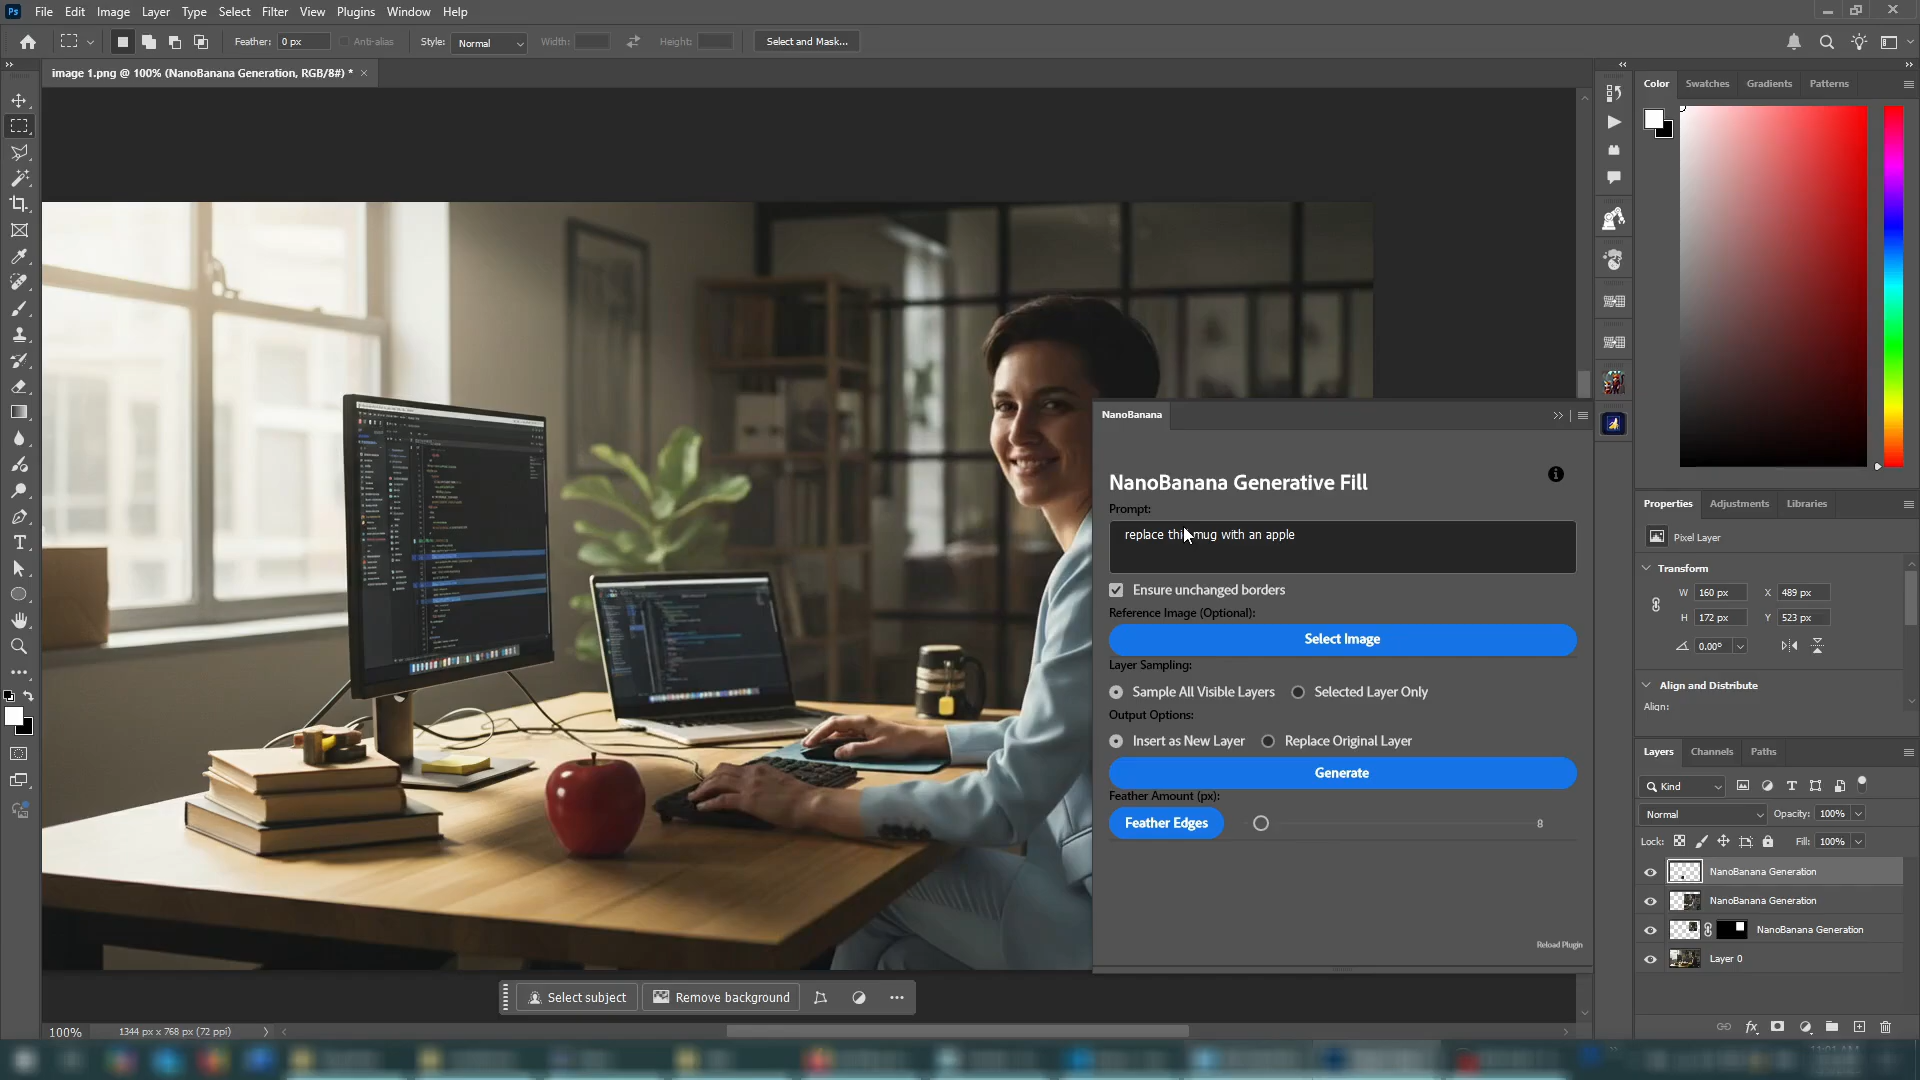 Ps File Edit Image Layer Type Select Filter View Plugins Window Help
Feather: 0 px Anti-alias Style: Normal Width: Height: Select and Mask...
image 1.png @ 100% (NanoBanana Generation, RGB/8#) *
Color Swatches Gradients Patterns
NanoBanana
NanoBanana Generative Fill
Prompt:
replace this mug with an apple
Ensure unchanged borders
Reference Image (Optional):
Select Image
Layer Sampling:
Sample All Visible Layers Selected Layer Only
Output Options:
Insert as New Layer Replace Original Layer
Generate
Feather Amount (px):
Feather Edges 8
Reload Plugin
Properties Adjustments Libraries
Pixel Layer
Transform
W 160 px X 489 px
H 172 px Y 523 px
0.00°
Align and Distribute
Align:
Layers Channels Paths
Kind
Normal Opacity: 100%
Lock: Fill: 100%
NanoBanana Generation
NanoBanana Generation
NanoBanana Generation
Layer 0
Select subject Remove background
100% 1344 px x 768 px (72 ppi)